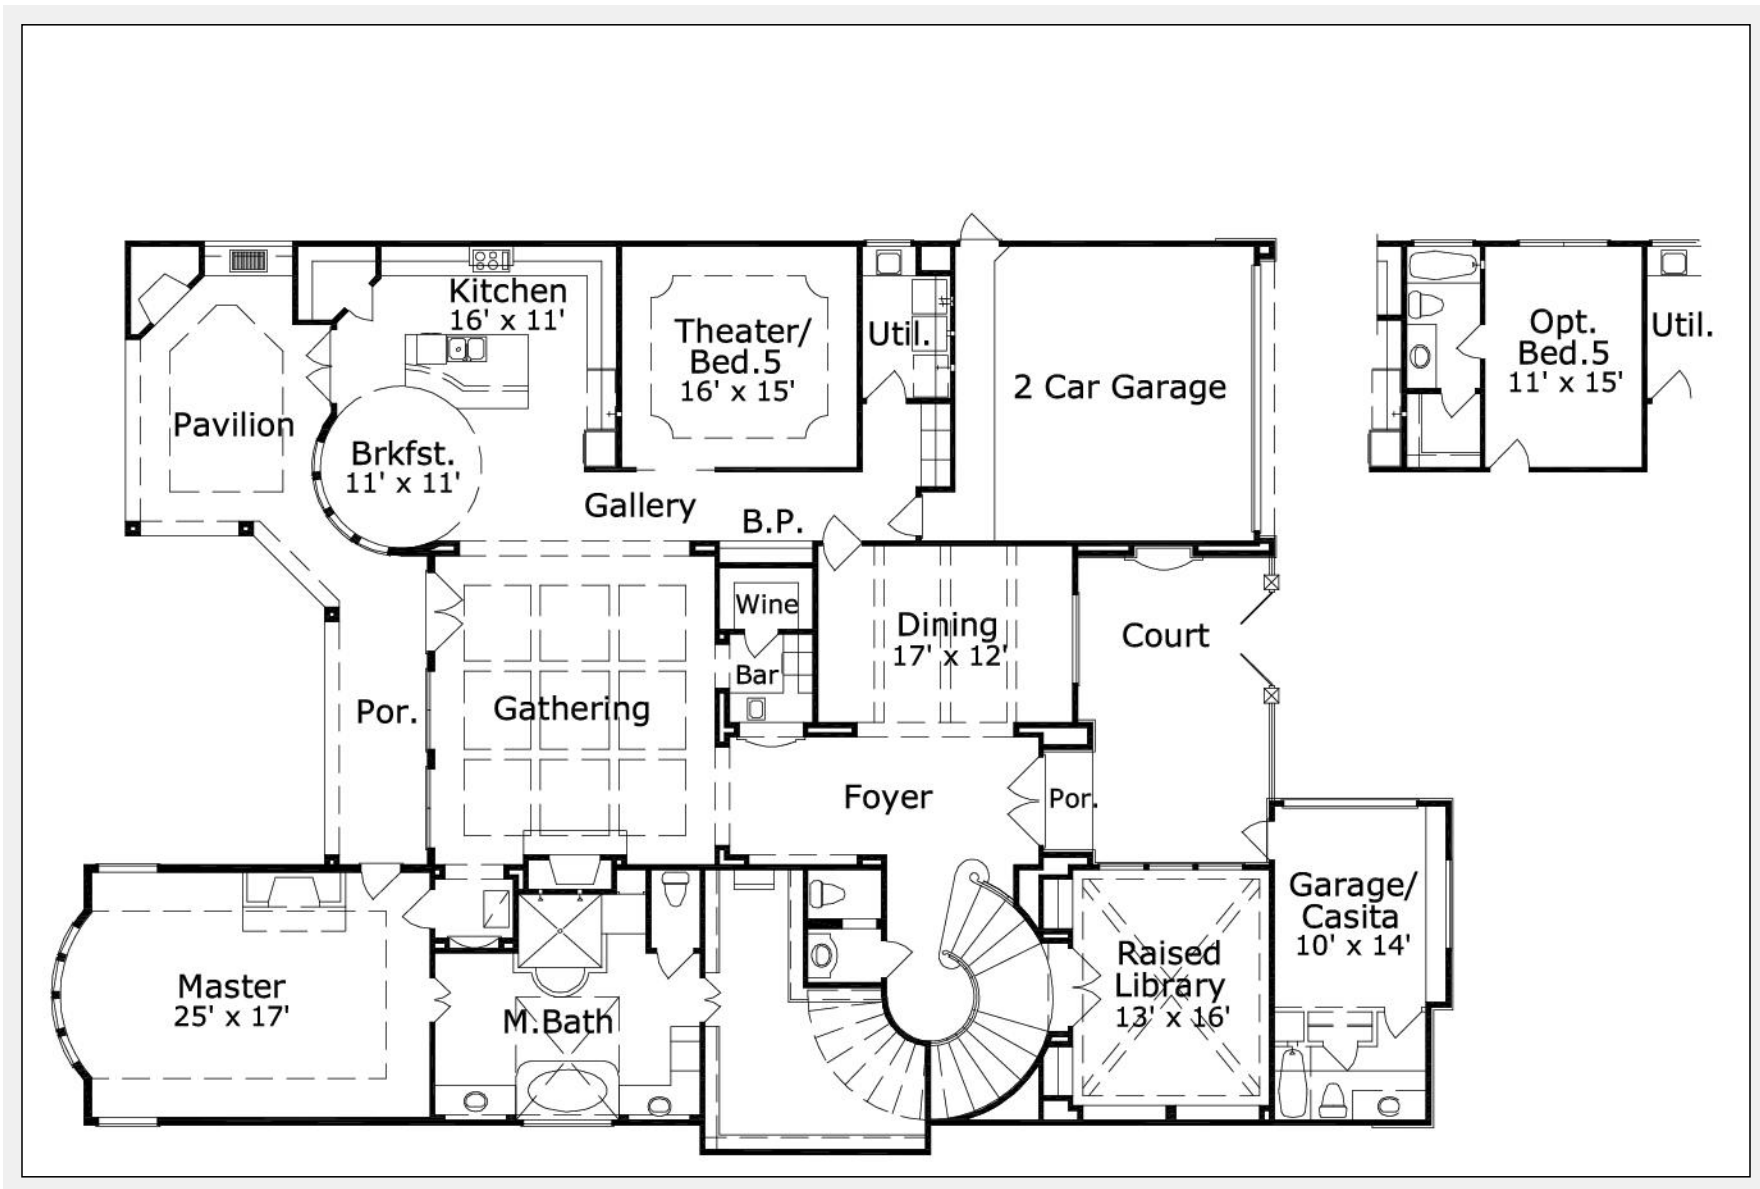 Kitchen
16' x 11'
Theater/
Bed.5
16' x 15'
Util.
2 Car Garage
Opt.
Bed.5
11' x 15'
Util.
Pavilion
Brkfst.
11' x 11'
Gallery
B.P.
Wine
Bar
Dining
17' x 12'
Court
Por.
Gathering
Foyer
Por.
Garage/
Casita
10' x 14'
Raised
Library
13' x 16'
Master
25' x 17'
M.Bath